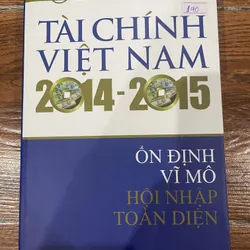 TÀI CHÍNH
VIỆT NAM
2014-2015
ỔN ĐỊNH
VĨ MÔ
HỘI NHẬP
TOÀN DIỆN